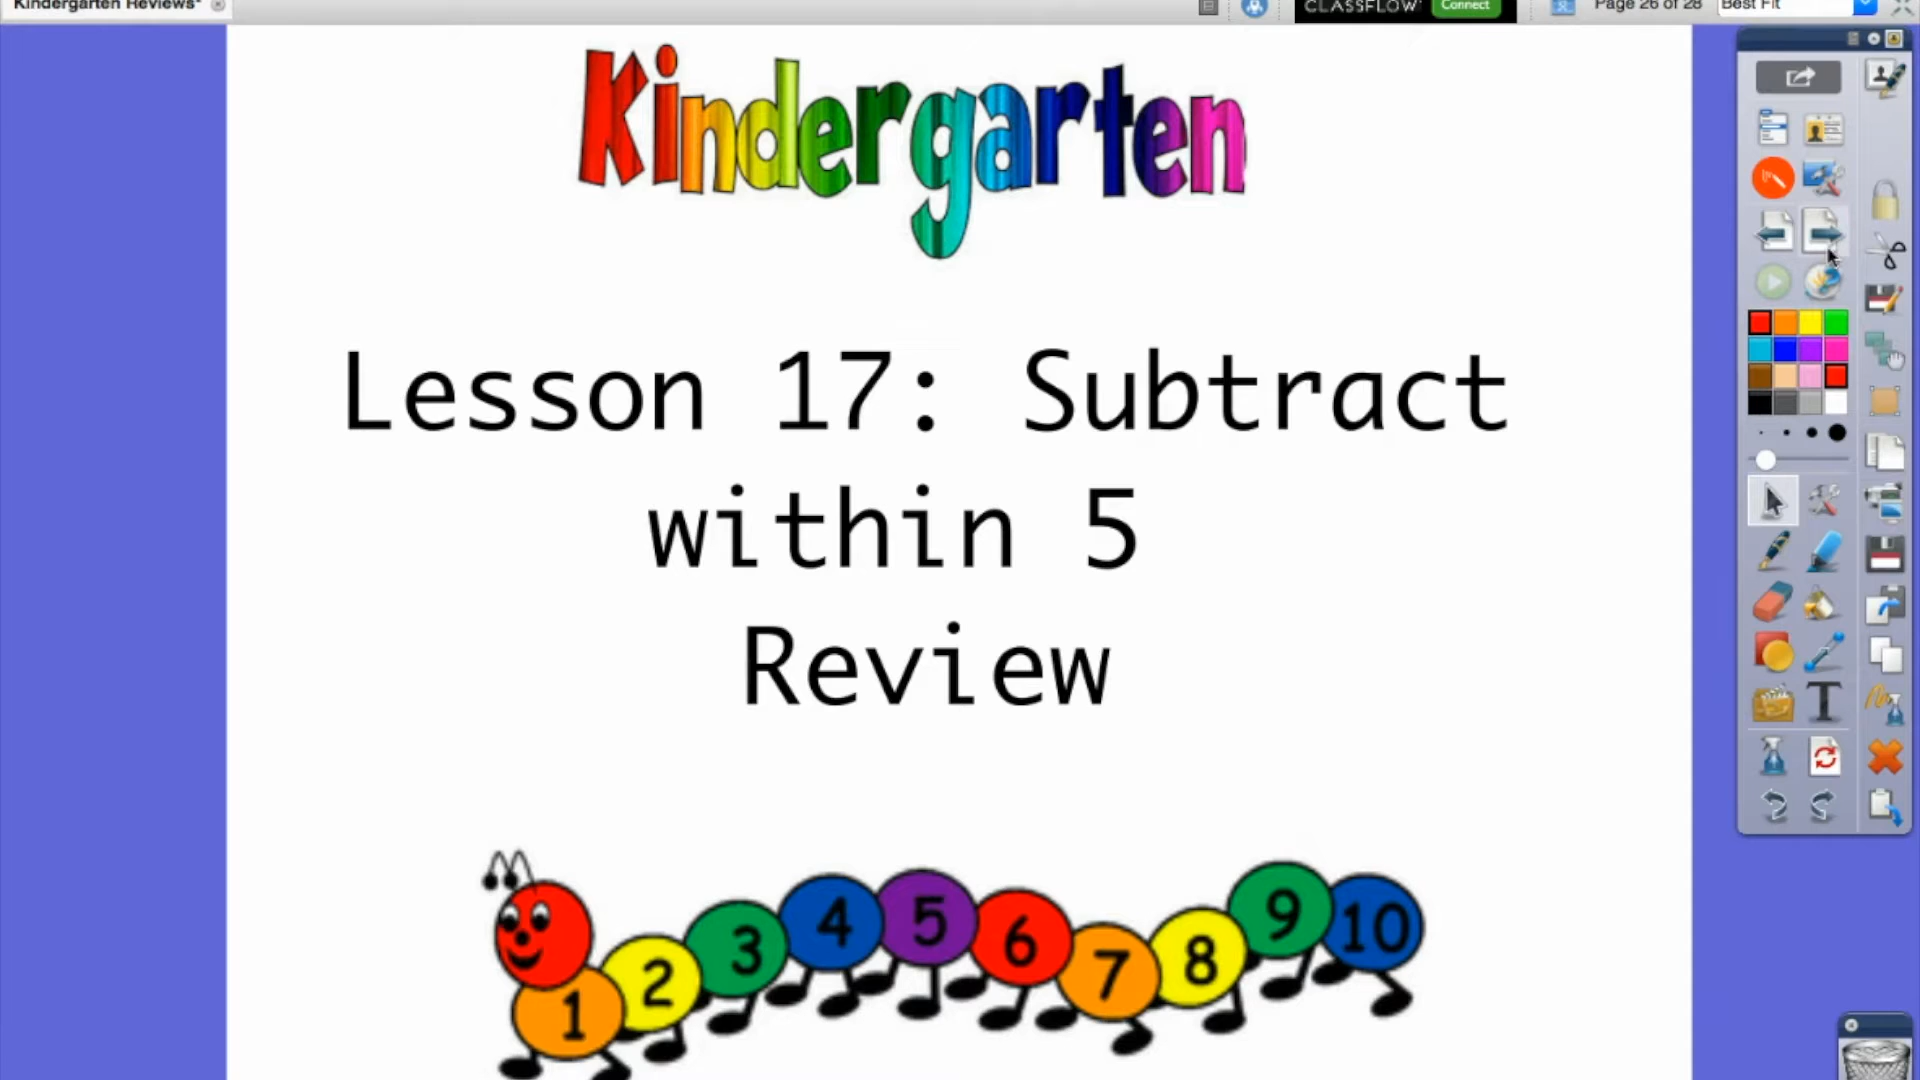 Kindergarten Reviews*
CLASSFLOW
Connect
Page 26 of 28
Best Fit
Kindergarten
Lesson 17: Subtract
within 5
Review
1 2 3 4 5 6 7 8 9 10
T